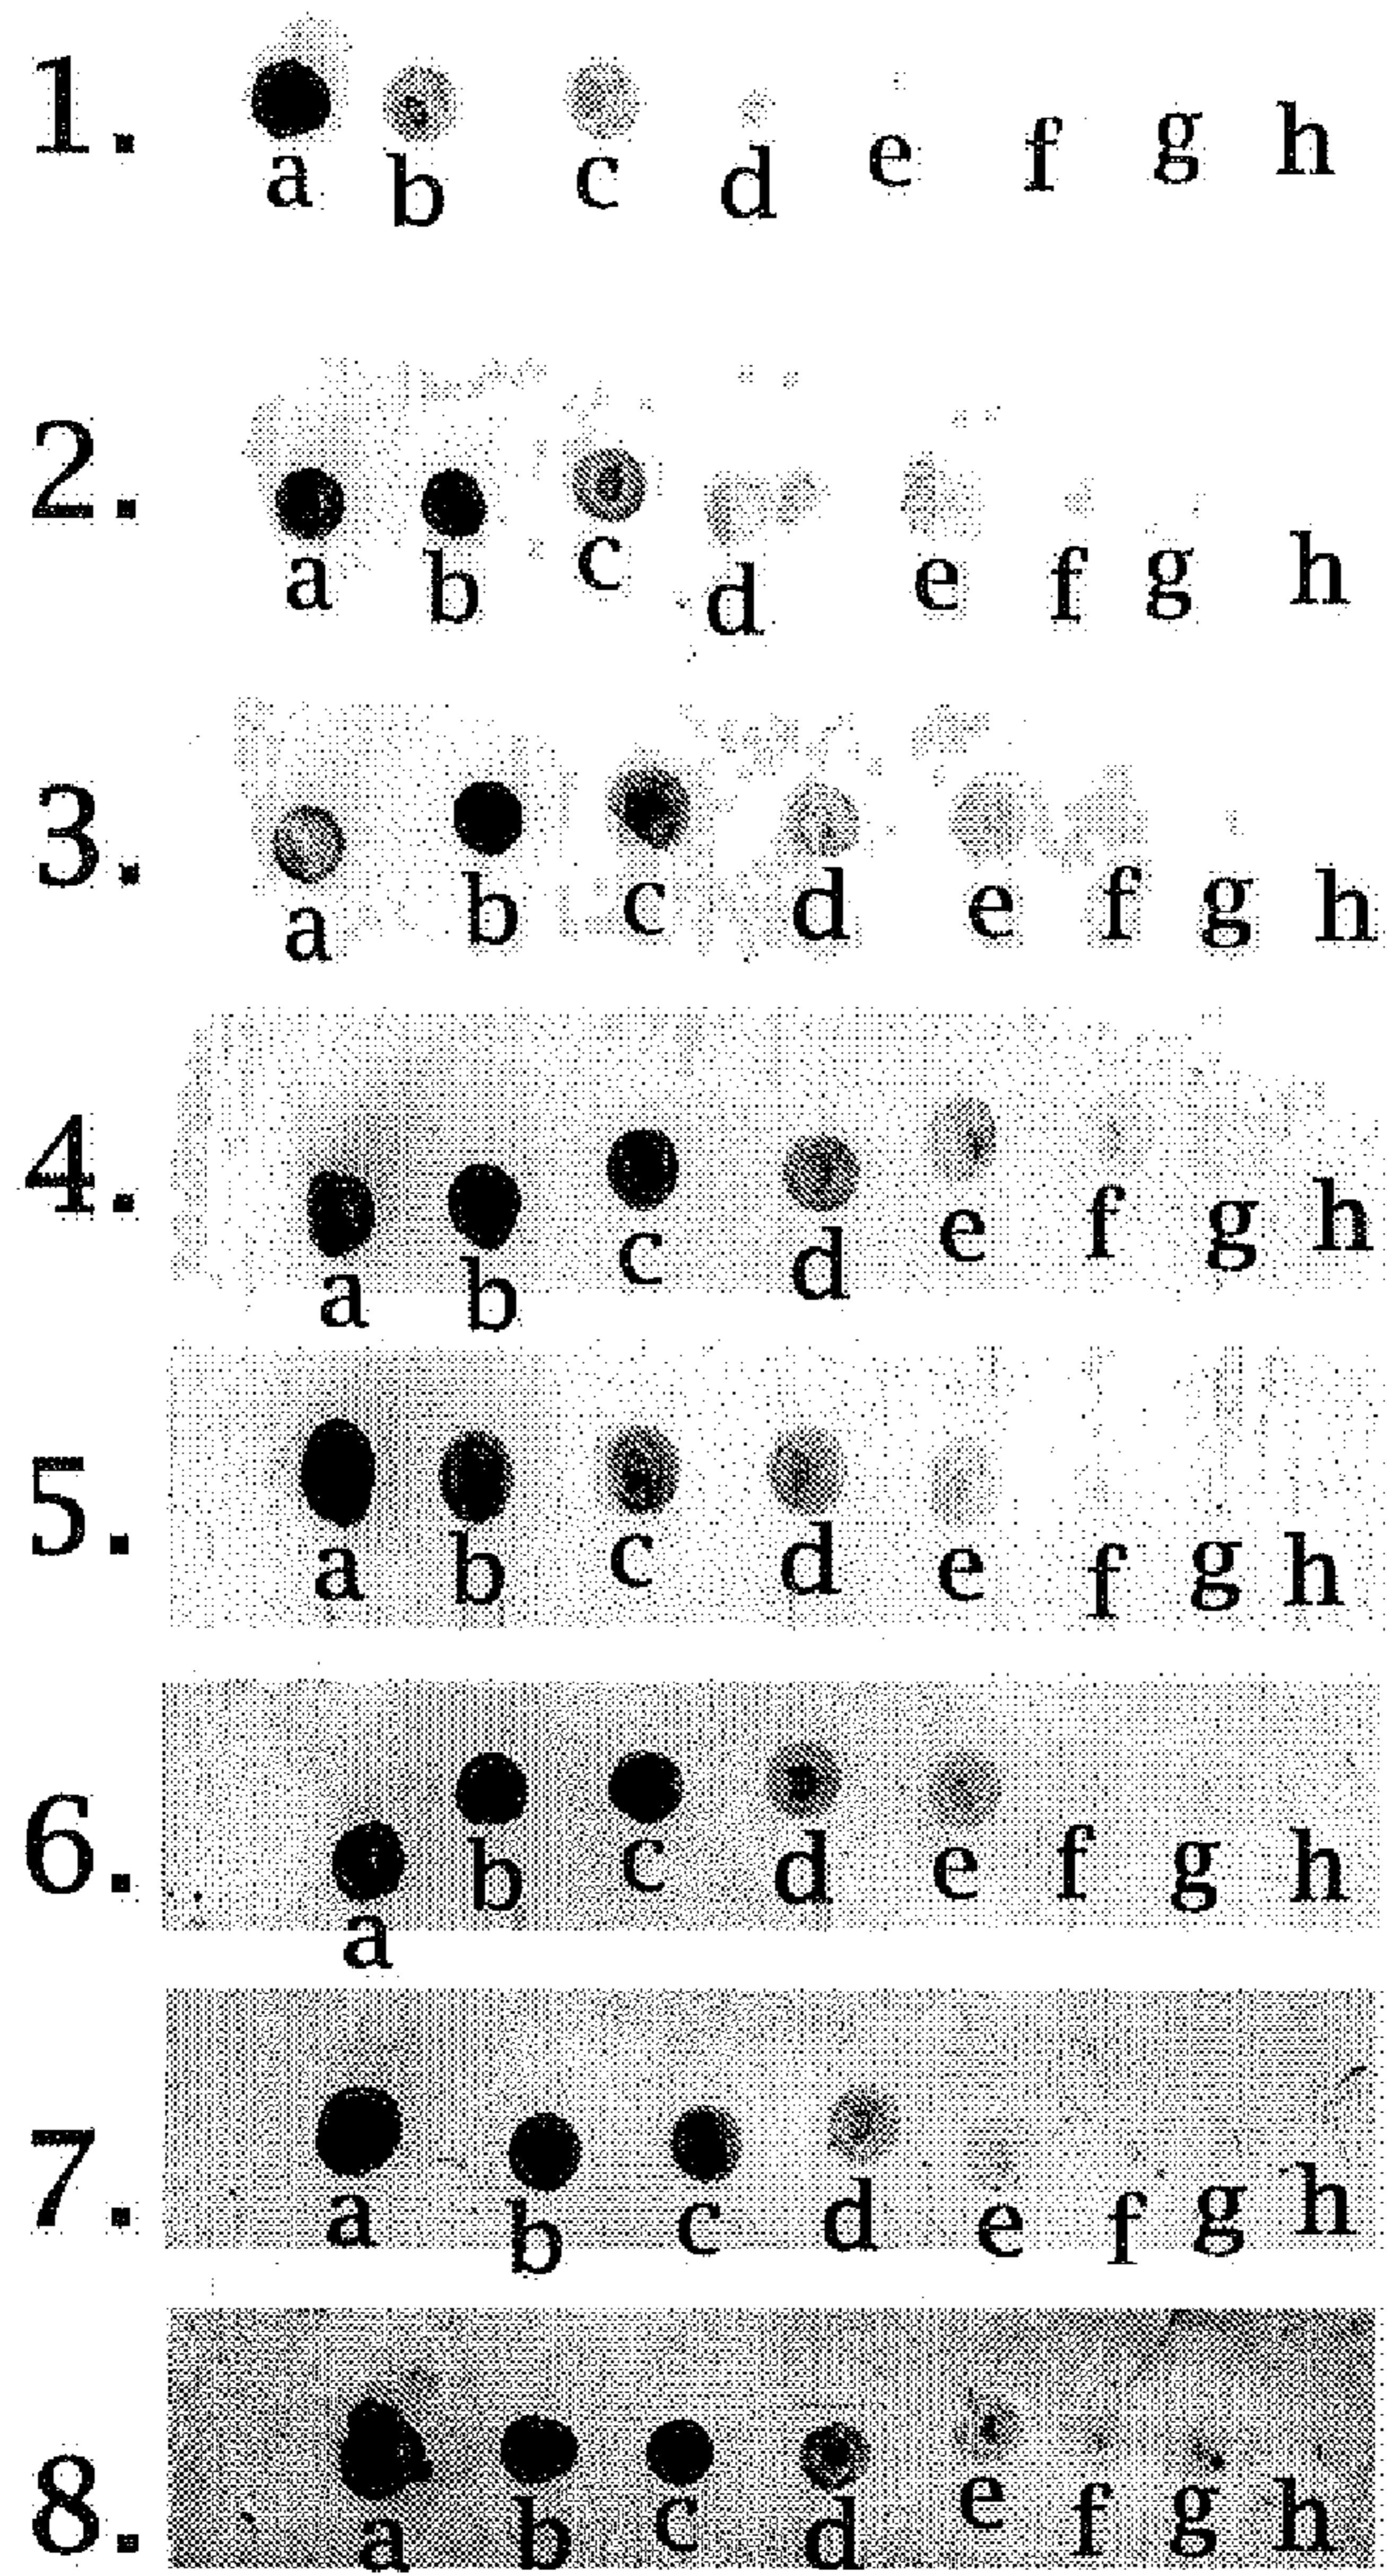 1. a b c d e f g h
2. a b c d e f g h
3. a b c d e f g h
4. a b c d e f g h
5. a b c d e f g h
6. a b c d e f g h
7. a b c d e f g h
8. a b c d e f g h